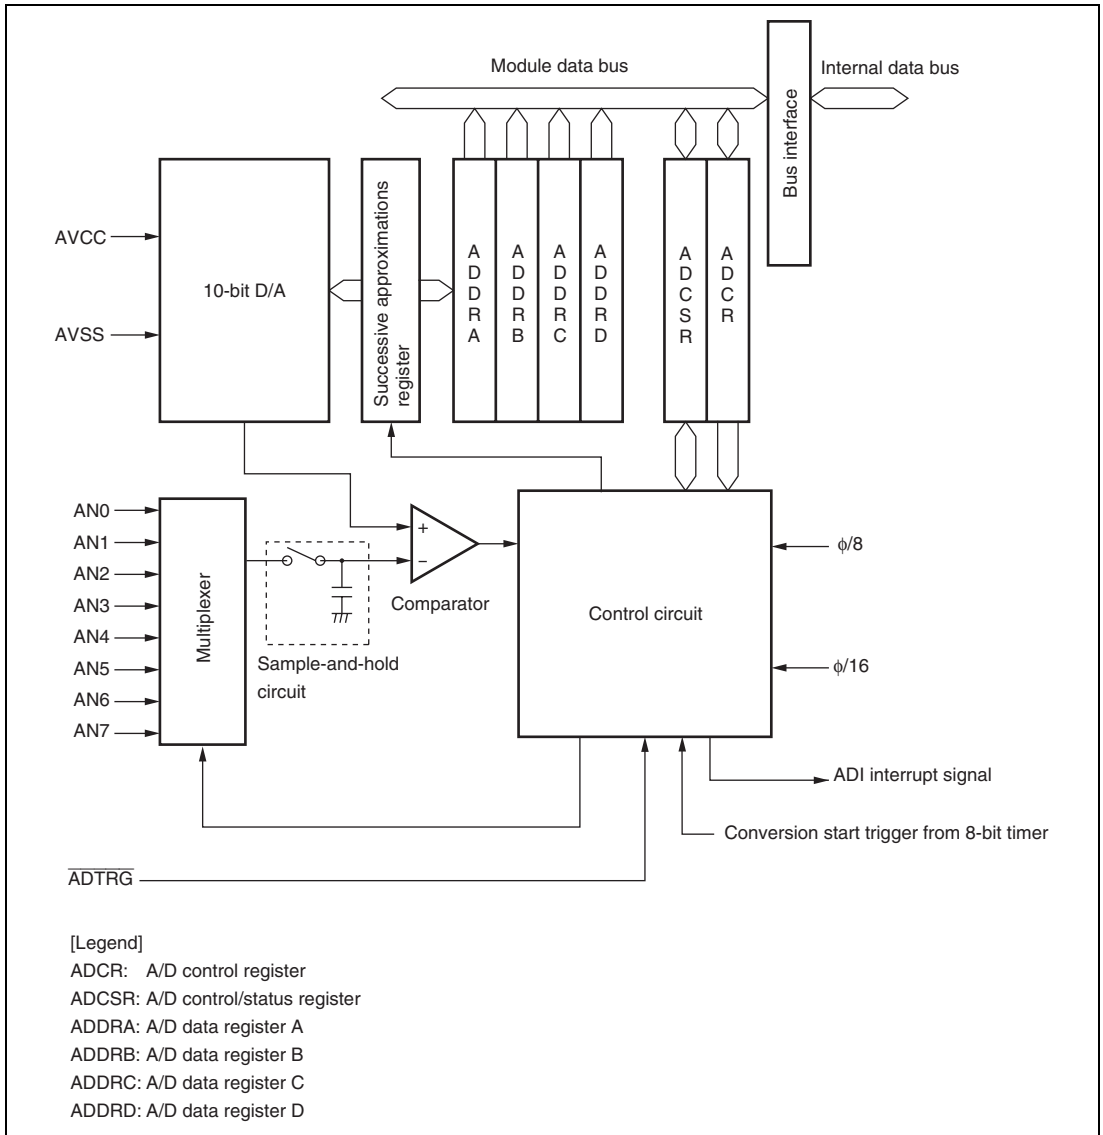 Module data bus
Internal data bus
Bus interface
AVCC
AVSS
10-bit D/A
Successive approximations
register
ADDRA
ADDRB
ADDRC
ADDRD
ADCSR
ADCR
AN0
AN1
AN2
AN3
AN4
AN5
AN6
AN7
Multiplexer
Sample-and-hold
circuit
+
−
Comparator
Control circuit
ϕ/8
ϕ/16
ADI interrupt signal
Conversion start trigger from 8-bit timer
ADTRG
[Legend]
ADCR: A/D control register
ADCSR: A/D control/status register
ADDRA: A/D data register A
ADDRB: A/D data register B
ADDRC: A/D data register C
ADDRD: A/D data register D